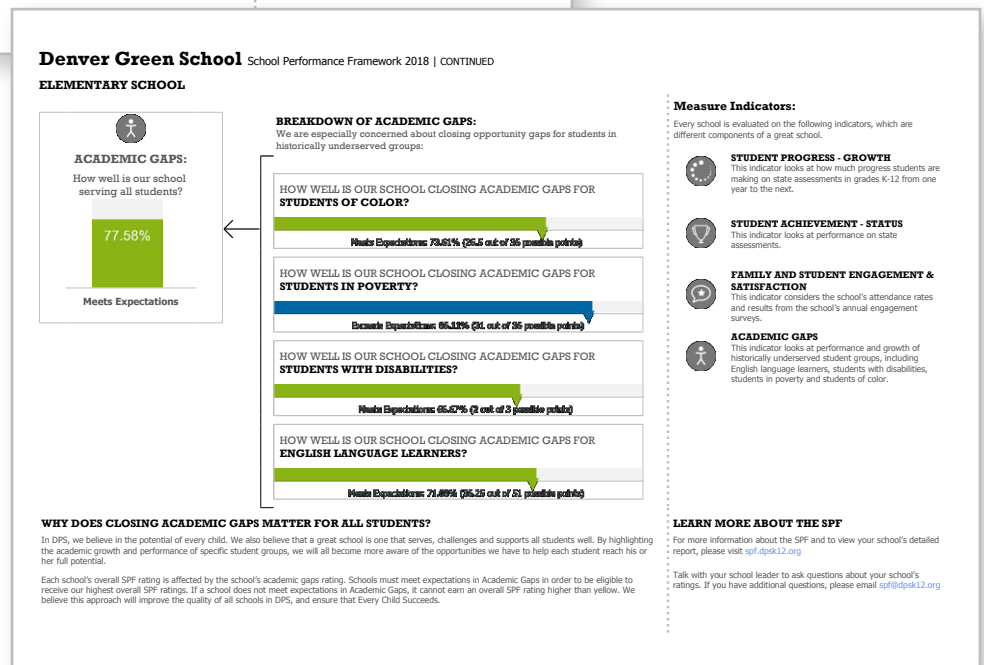 Denver Green School School Performance Framework 2018 | CONTINUED
ELEMENTARY SCHOOL
ACADEMIC GAPS:
How well is our school
serving all students?
77.58%
Meets Expectations
BREAKDOWN OF ACADEMIC GAPS:
We are especially concerned about closing opportunity gaps for students in
historically underserved groups:
HOW WELL IS OUR SCHOOL CLOSING ACADEMIC GAPS FOR
STUDENTS OF COLOR?
Meets Expectations: 73.61% (26.5 out of 36 possible points)
HOW WELL IS OUR SCHOOL CLOSING ACADEMIC GAPS FOR
STUDENTS IN POVERTY?
Exceeds Expectations: 86.11% (31 out of 36 possible points)
HOW WELL IS OUR SCHOOL CLOSING ACADEMIC GAPS FOR
STUDENTS WITH DISABILITIES?
Meets Expectations: 66.67% (2 out of 3 possible points)
HOW WELL IS OUR SCHOOL CLOSING ACADEMIC GAPS FOR
ENGLISH LANGUAGE LEARNERS?
Meets Expectations: 71.08% (36.25 out of 51 possible points)
Measure Indicators:
Every school is evaluated on the following indicators, which are
different components of a great school.
STUDENT PROGRESS - GROWTH
This indicator looks at how much progress students are
making on state assessments in grades K-12 from one
year to the next.
STUDENT ACHIEVEMENT - STATUS
This indicator looks at performance on state
assessments.
FAMILY AND STUDENT ENGAGEMENT &
SATISFACTION
This indicator considers the school's attendance rates
and results from the school's annual engagement
surveys.
ACADEMIC GAPS
This indicator looks at performance and growth of
historically underserved student groups, including
English language learners, students with disabilities,
students in poverty and students of color.
WHY DOES CLOSING ACADEMIC GAPS MATTER FOR ALL STUDENTS?
In DPS, we believe in the potential of every child. We also believe that a great school is one that serves, challenges and supports all students well. By highlighting
the academic growth and performance of specific student groups, we will all become more aware of the opportunities we have to help each student reach his or
her full potential.
Each school's overall SPF rating is affected by the school's academic gaps rating. Schools must meet expectations in Academic Gaps in order to be eligible to
receive our highest overall SPF ratings. If a school does not meet expectations in Academic Gaps, it cannot earn an overall SPF rating higher than yellow. We
believe this approach will improve the quality of all schools in DPS, and ensure that Every Child Succeeds.
LEARN MORE ABOUT THE SPF
For more information about the SPF and to view your school's detailed
report, please visit spf.dpsk12.org
Talk with your school leader to ask questions about your school's
ratings. If you have additional questions, please email spf@dpsk12.org